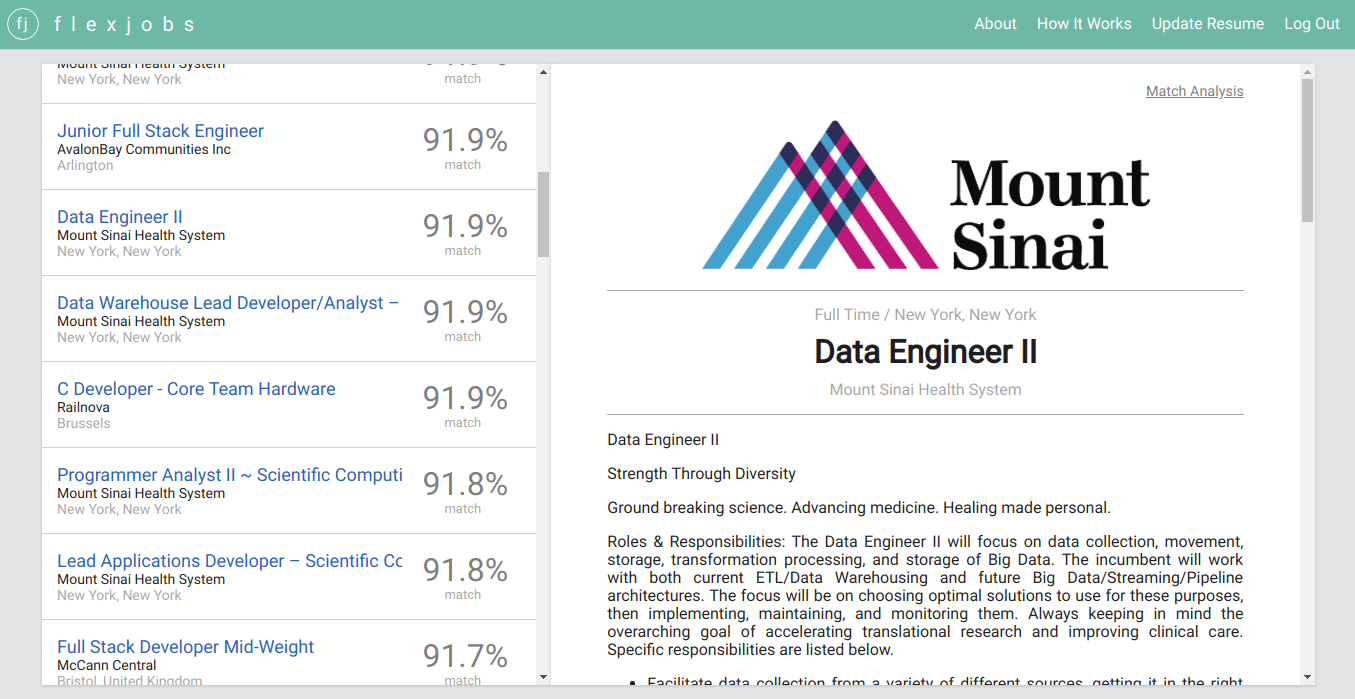 fj flexjobs
About How It Works Update Resume Log Out
Mount Sinai Health System
New York, New York
match
Junior Full Stack Engineer
AvalonBay Communities Inc
Arlington
91.9%
match
Data Engineer II
Mount Sinai Health System
New York, New York
91.9%
match
Data Warehouse Lead Developer/Analyst –
Mount Sinai Health System
New York, New York
91.9%
match
C Developer - Core Team Hardware
Railnova
Brussels
91.9%
match
Programmer Analyst II ~ Scientific Computi
Mount Sinai Health System
New York, New York
91.8%
match
Lead Applications Developer – Scientific Co
Mount Sinai Health System
New York, New York
91.8%
match
Full Stack Developer Mid-Weight
McCann Central
Bristol, United Kingdom
91.7%
match
Match Analysis
Mount
Sinai
Full Time / New York, New York
Data Engineer II
Mount Sinai Health System
Data Engineer II
Strength Through Diversity
Ground breaking science. Advancing medicine. Healing made personal.
Roles & Responsibilities: The Data Engineer II will focus on data collection, movement,
storage, transformation processing, and storage of Big Data. The incumbent will work
with both current ETL/Data Warehousing and future Big Data/Streaming/Pipeline
architectures. The focus will be on choosing optimal solutions to use for these purposes,
then implementing, maintaining, and monitoring them. Always keeping in mind the
overarching goal of accelerating translational research and improving clinical care.
Specific responsibilities are listed below.
• Facilitate data collection from a variety of different sources, getting it in the right